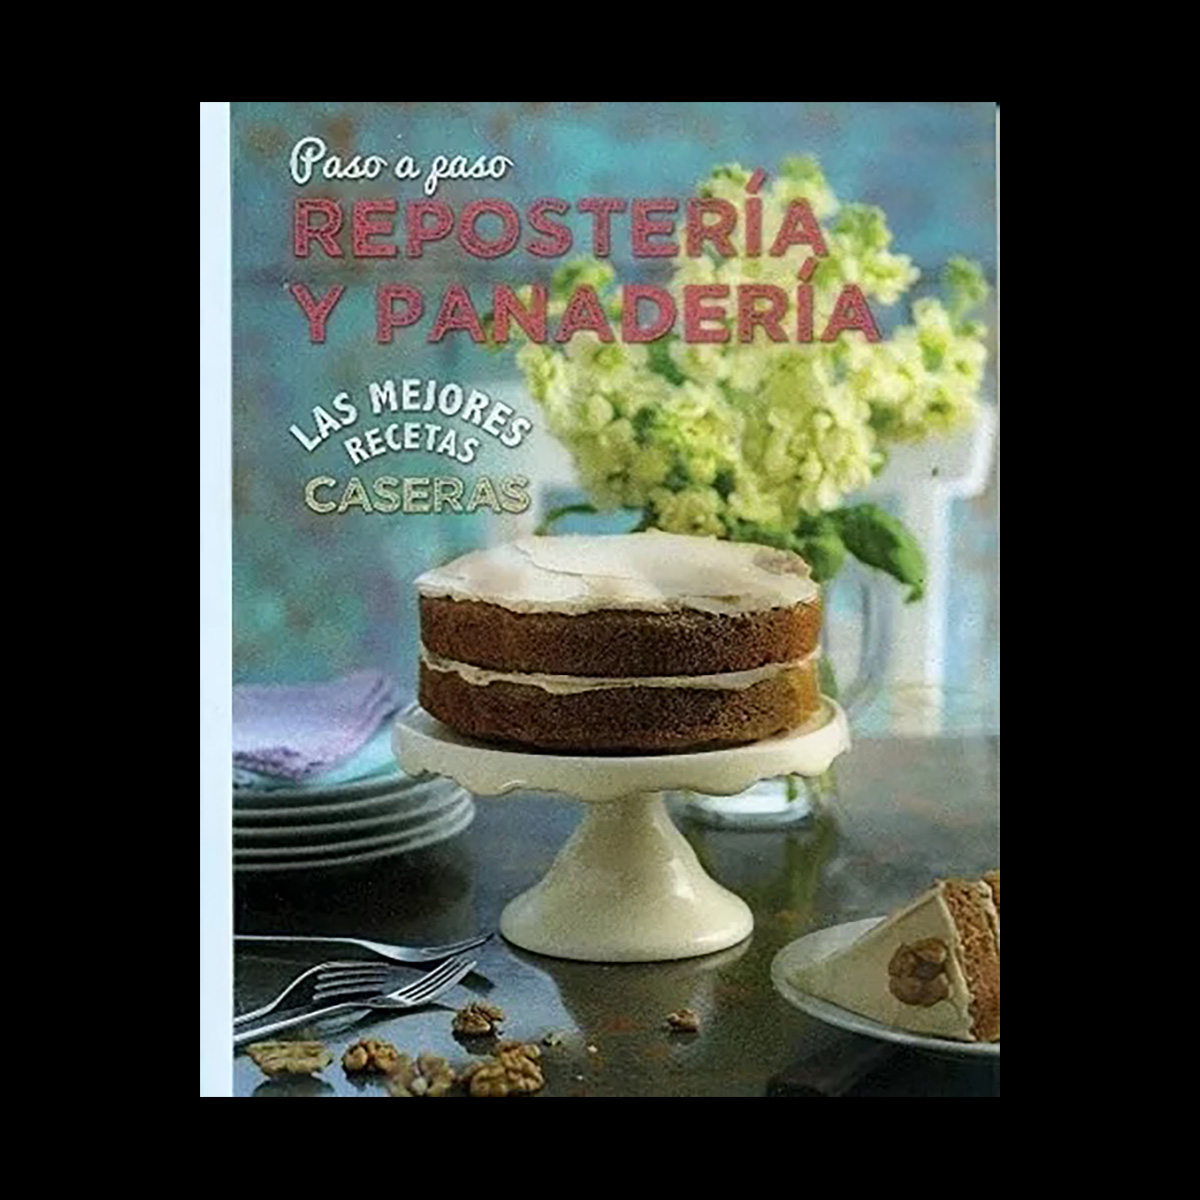 Paso a paso
REPOSTERÍA
Y PANADERÍA
LAS MEJORES
RECETAS
CASERAS